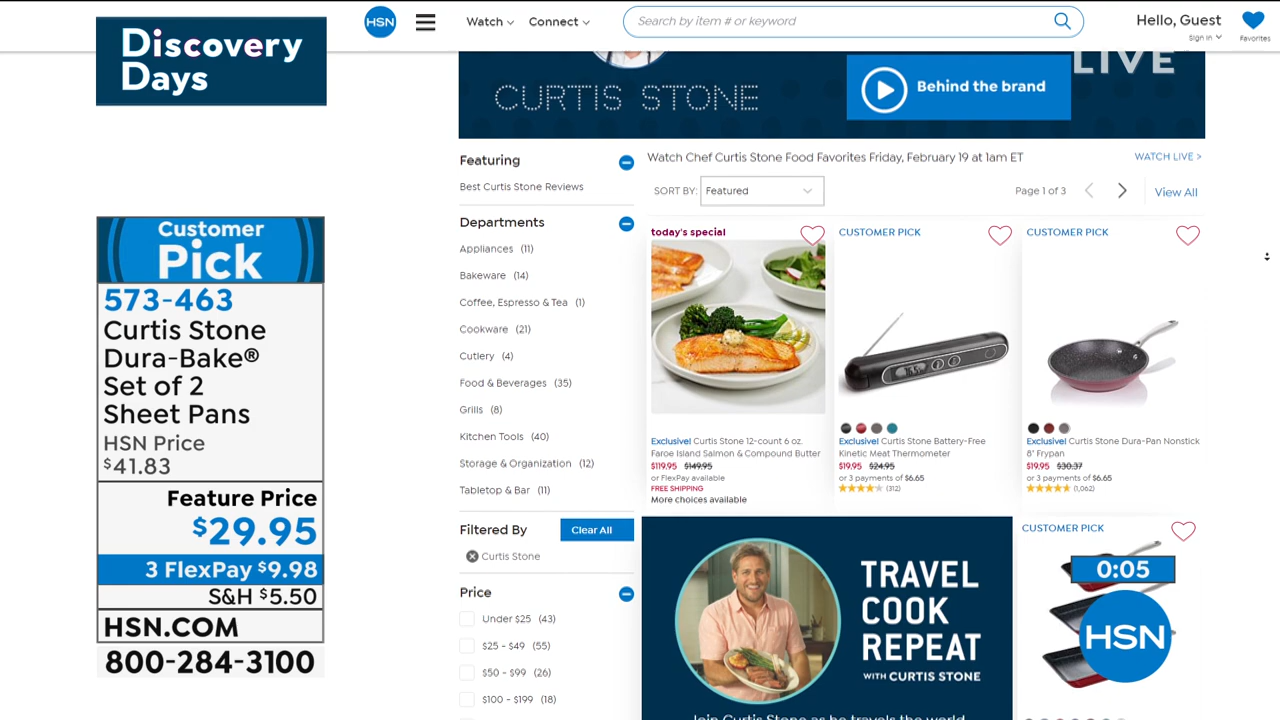 Discovery
Days
HSN
Watch
Connect
Search by item # or keyword
Hello, Guest
Sign In
Favorites
CURTIS STONE
Behind the brand
LIVE
Customer
Pick
573-463
Curtis Stone
Dura-Bake®
Set of 2
Sheet Pans
HSN Price
$41.83
Feature Price
$29.95
3 FlexPay $9.98
S&H $5.50
HSN.COM
800-284-3100
Featuring
Best Curtis Stone Reviews
Departments
Appliances (11)
Bakeware (14)
Coffee, Espresso & Tea (1)
Cookware (21)
Cutlery (4)
Food & Beverages (35)
Grills (8)
Kitchen Tools (40)
Storage & Organization (12)
Tabletop & Bar (11)
Filtered By
Clear All
Curtis Stone
Price
Under $25 (43)
$25 - $49 (55)
$50 - $99 (26)
$100 - $199 (18)
Watch Chef Curtis Stone Food Favorites Friday, February 19 at 1am ET
WATCH LIVE >
SORT BY: Featured
Page 1 of 3
View All
today's special
Exclusive! Curtis Stone 12-count 6 oz.
Faroe Island Salmon & Compound Butter
$119.95 $149.95
or FlexPay available
FREE SHIPPING
More choices available
CUSTOMER PICK
Exclusive! Curtis Stone Battery-Free
Kinetic Meat Thermometer
$19.95 $24.95
or 3 payments of $6.65
(312)
CUSTOMER PICK
Exclusive! Curtis Stone Dura-Pan Nonstick
8" Frypan
$19.95 $30.37
or 3 payments of $6.65
(1,062)
TRAVEL
COOK
REPEAT
WITH CURTIS STONE
Join Curtis Stone as he travels the world
CUSTOMER PICK
0:05
HSN